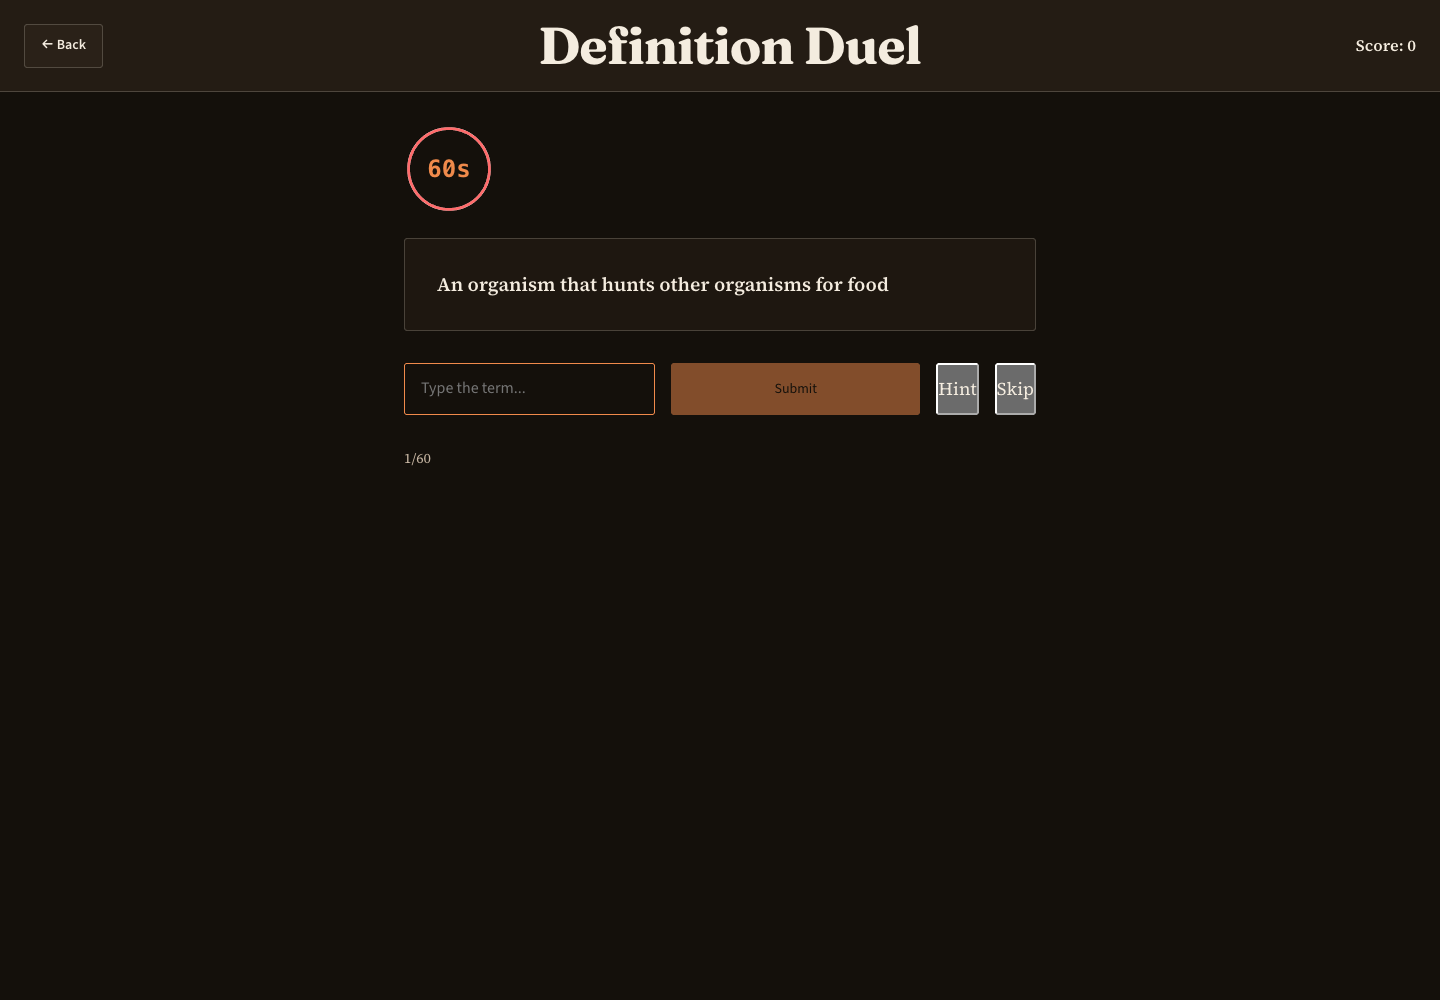 ← Back
Definition Duel
Score: 0
60s
An organism that hunts other organisms for food
Type the term...
Submit
Hint
Skip
1/60